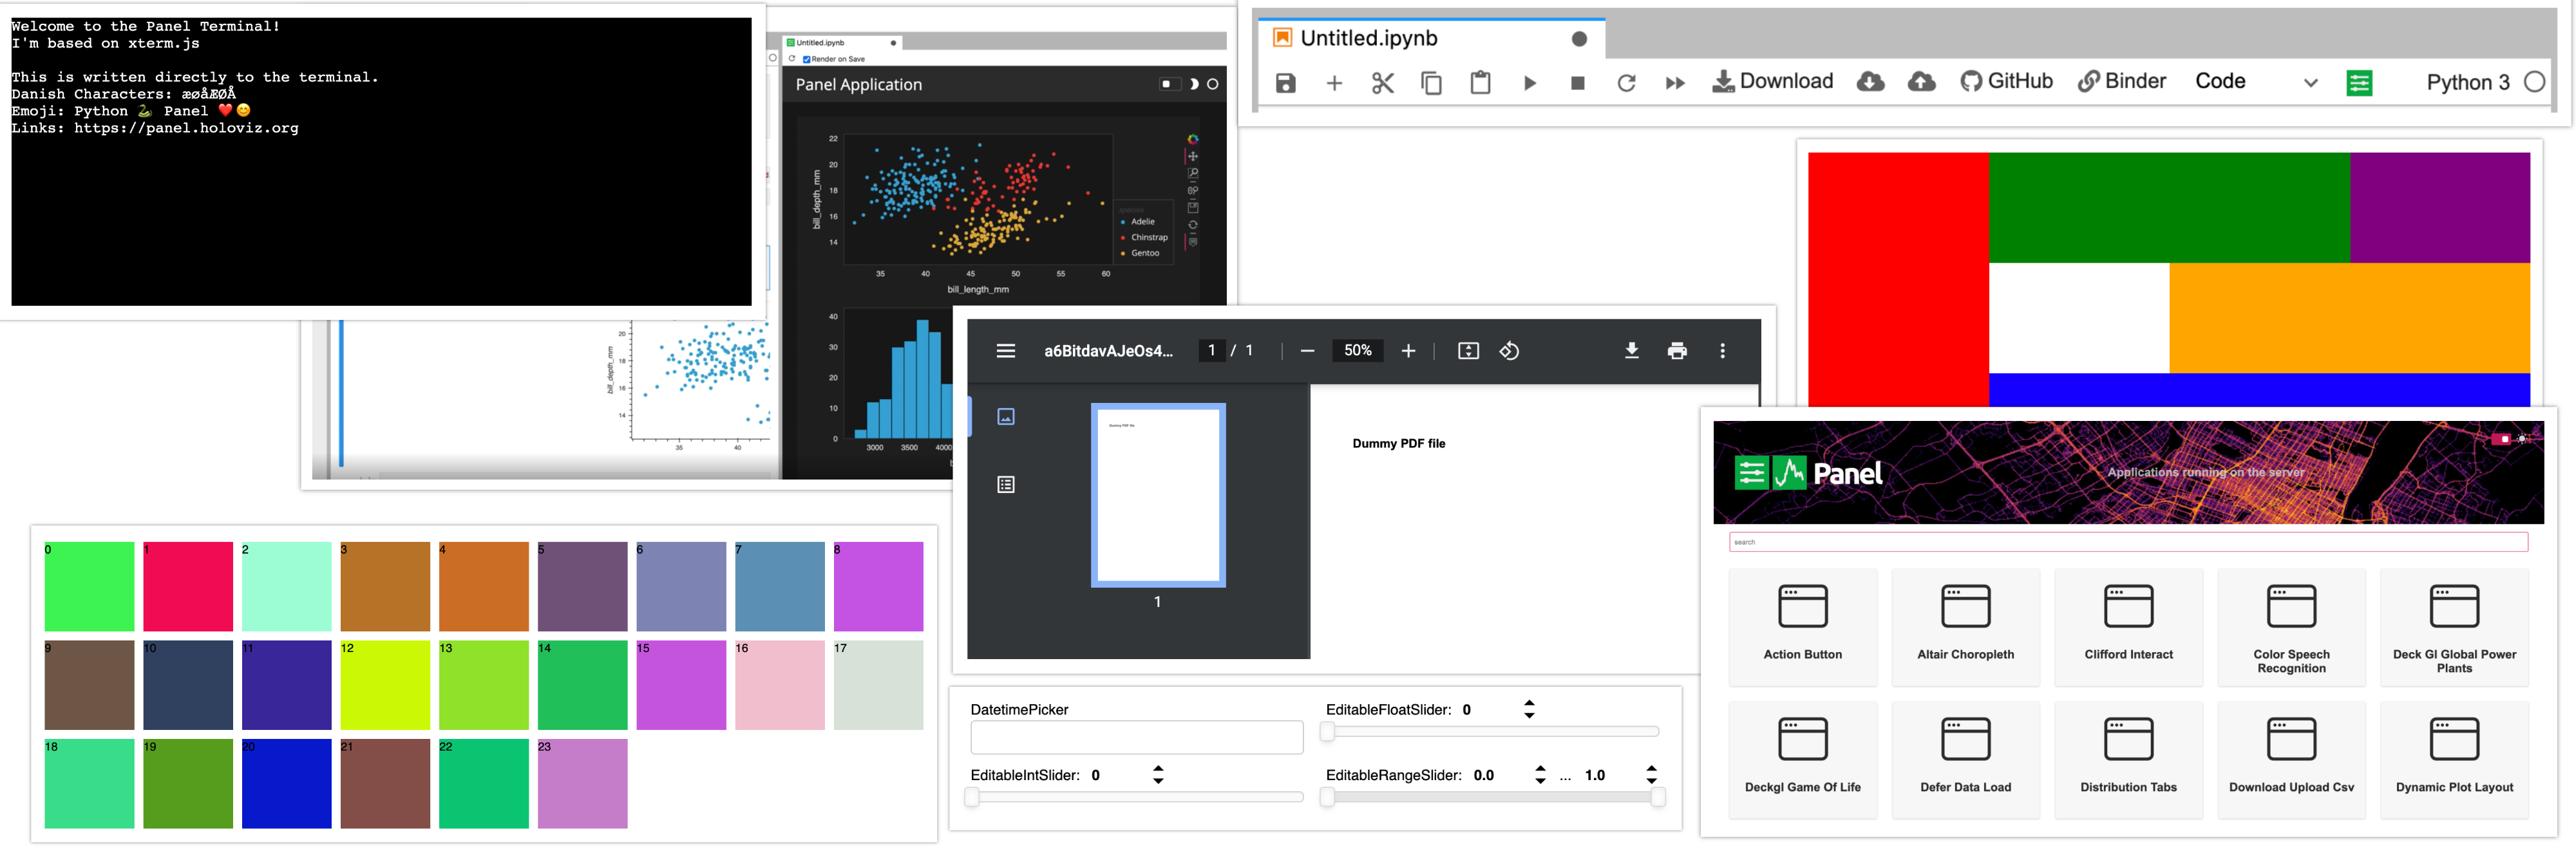 Welcome to the Panel Terminal!
I'm based on xterm.js
This is written directly to the terminal.
Danish Characters: æøåÆØÅ
Emoji: Python 🐍 Panel ❤️😊
Links: https://panel.holoviz.org
Untitled.ipynb
Render on Save
Panel Application
22
20
18
16
14
bill_depth_mm
35 40 45 50 55 60
bill_length_mm
species
Adelie
Chinstrap
Gentoo
40
30
20
10
0
3000 3500 4000
20
18
16
14
bill_depth_mm
35 40
Untitled.ipynb
Download GitHub Binder Code Python 3
a6BitdavAJeOs4... 1 / 1 50%
Dummy PDF file
1
Dummy PDF file
Panel
Applications running on the server
search
Action Button
Altair Choropleth
Clifford Interact
Color Speech
Recognition
Deck Gl Global Power
Plants
Deckgl Game Of Life
Defer Data Load
Distribution Tabs
Download Upload Csv
Dynamic Plot Layout
0 1 2 3 4 5 6 7 8
9 10 11 12 13 14 15 16 17
18 19 20 21 22 23
DatetimePicker
EditableFloatSlider: 0
EditableIntSlider: 0
EditableRangeSlider: 0.0 ... 1.0